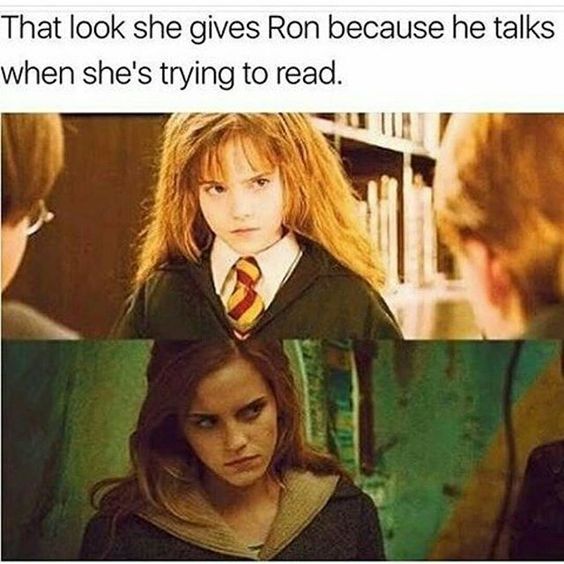 That look she gives Ron because he talks
when she's trying to read.